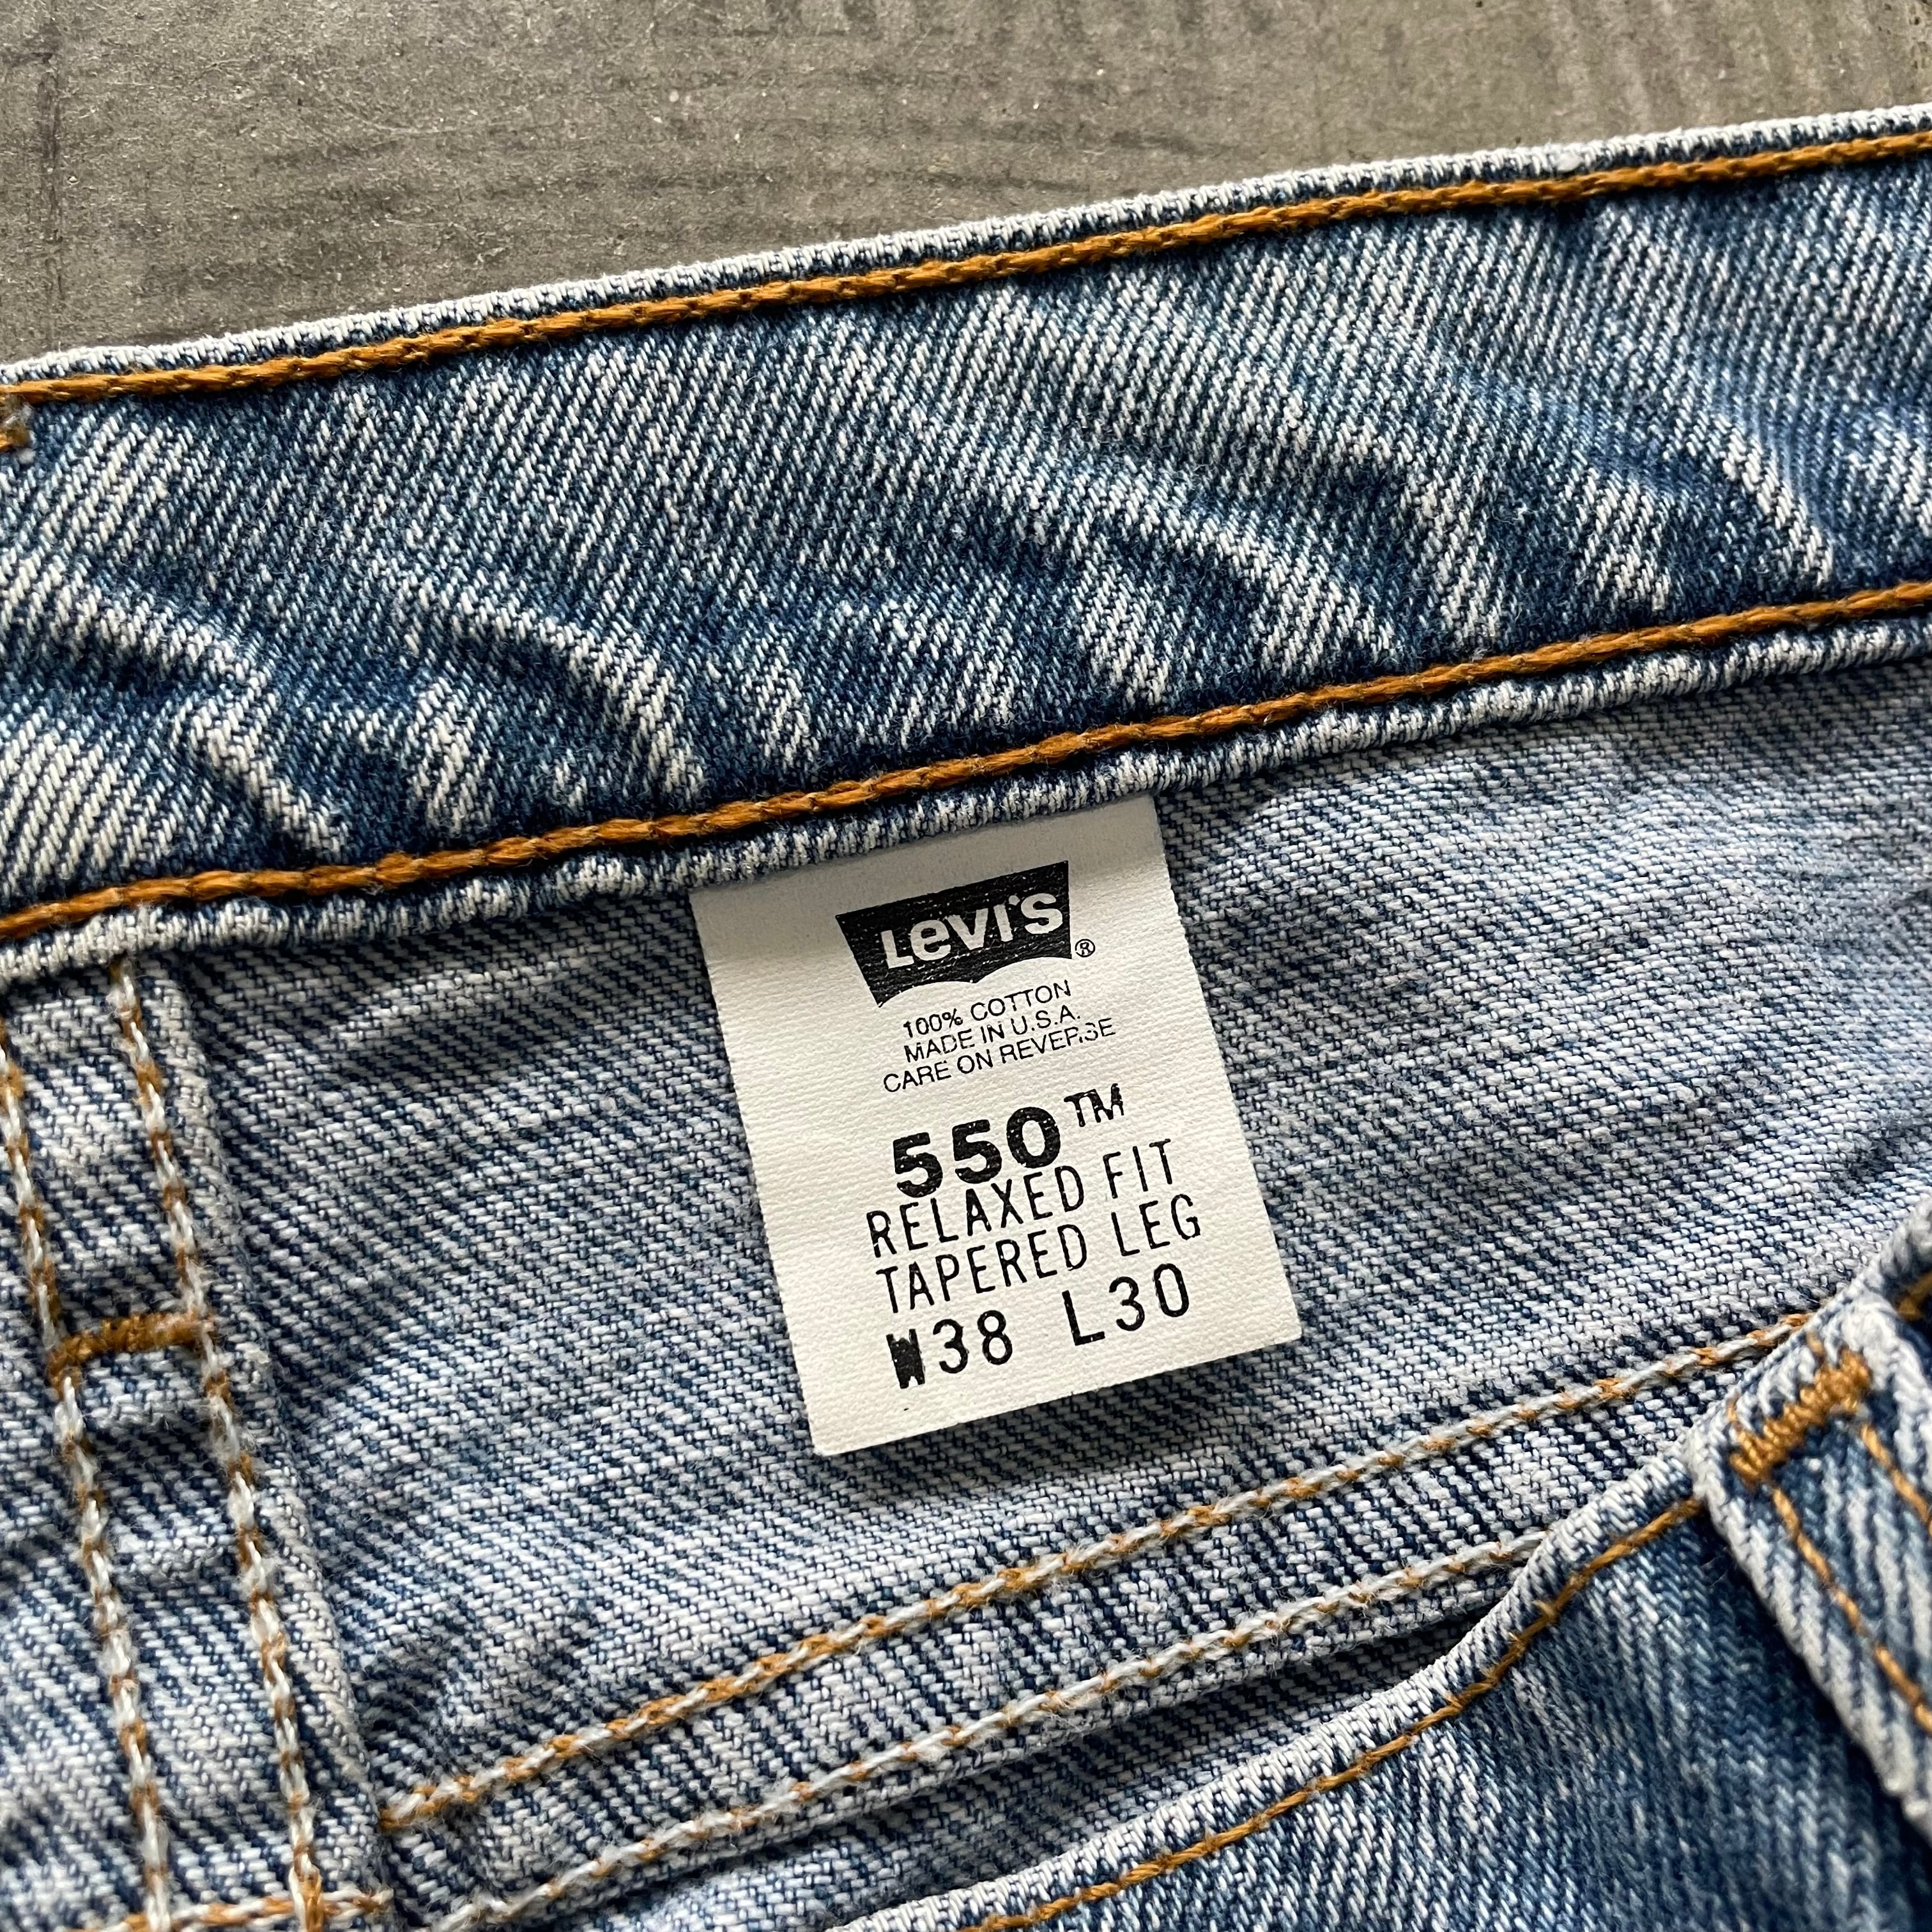 Levi's®
100% COTTON
MADE IN U.S.A.
CARE ON REVERSE
550™
RELAXED FIT
TAPERED LEG
W38 L30